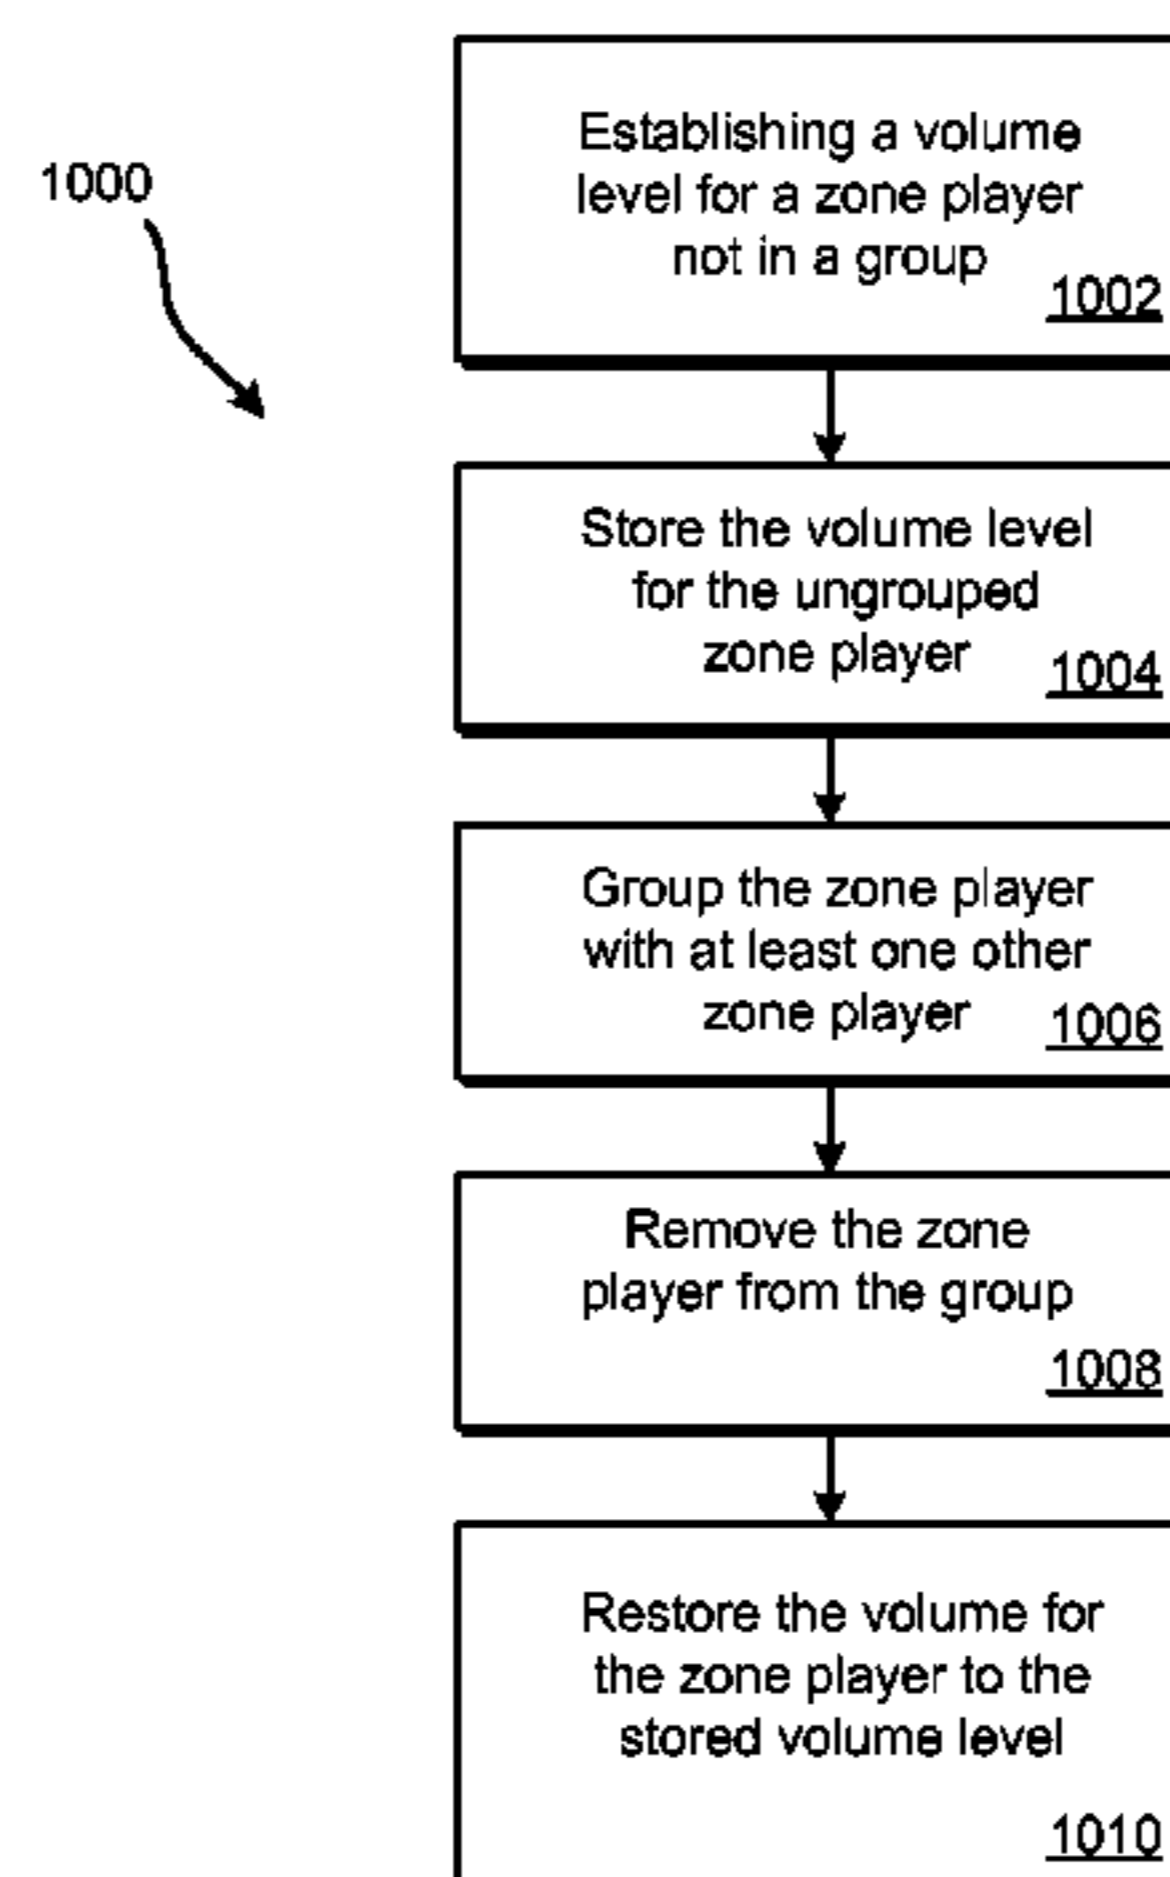 1000
Establishing a volume
level for a zone player
not in a group
1002
Store the volume level
for the ungrouped
zone player
1004
Group the zone player
with at least one other
zone player
1006
Remove the zone
player from the group
1008
Restore the volume for
the zone player to the
stored volume level
1010